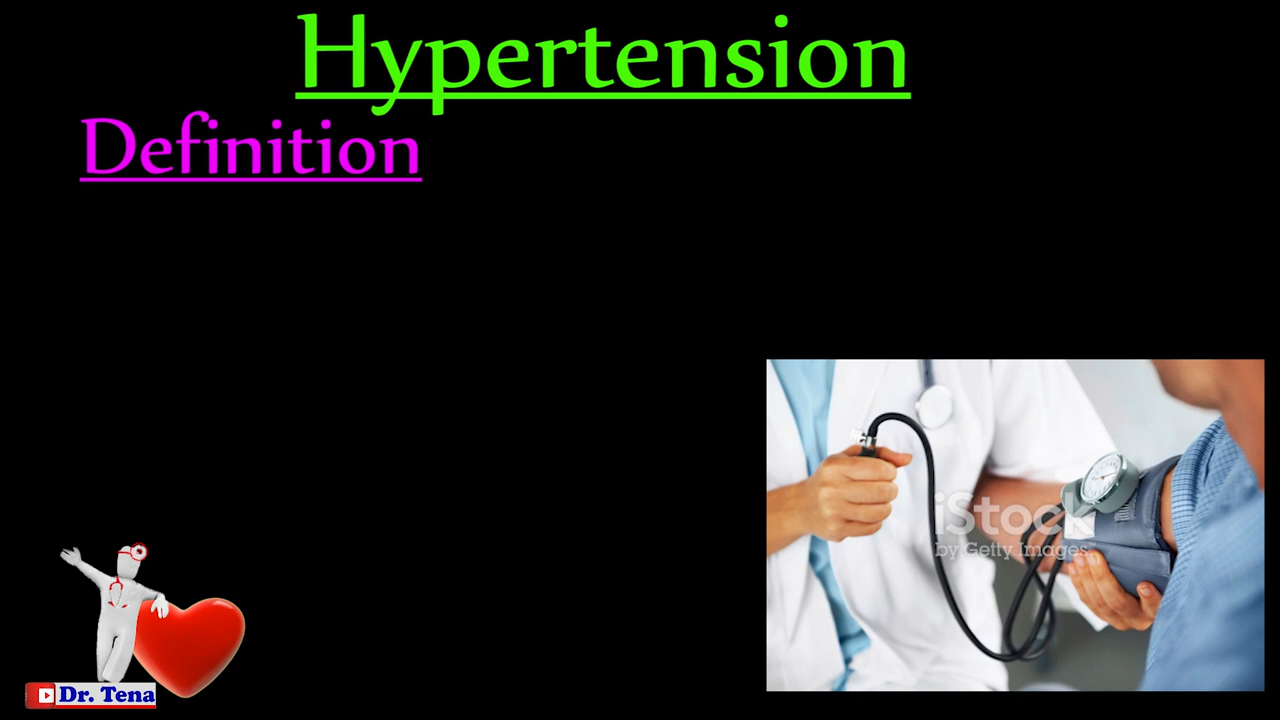 Hypertension
Definition
iStock
by Getty Images
Dr. Tena